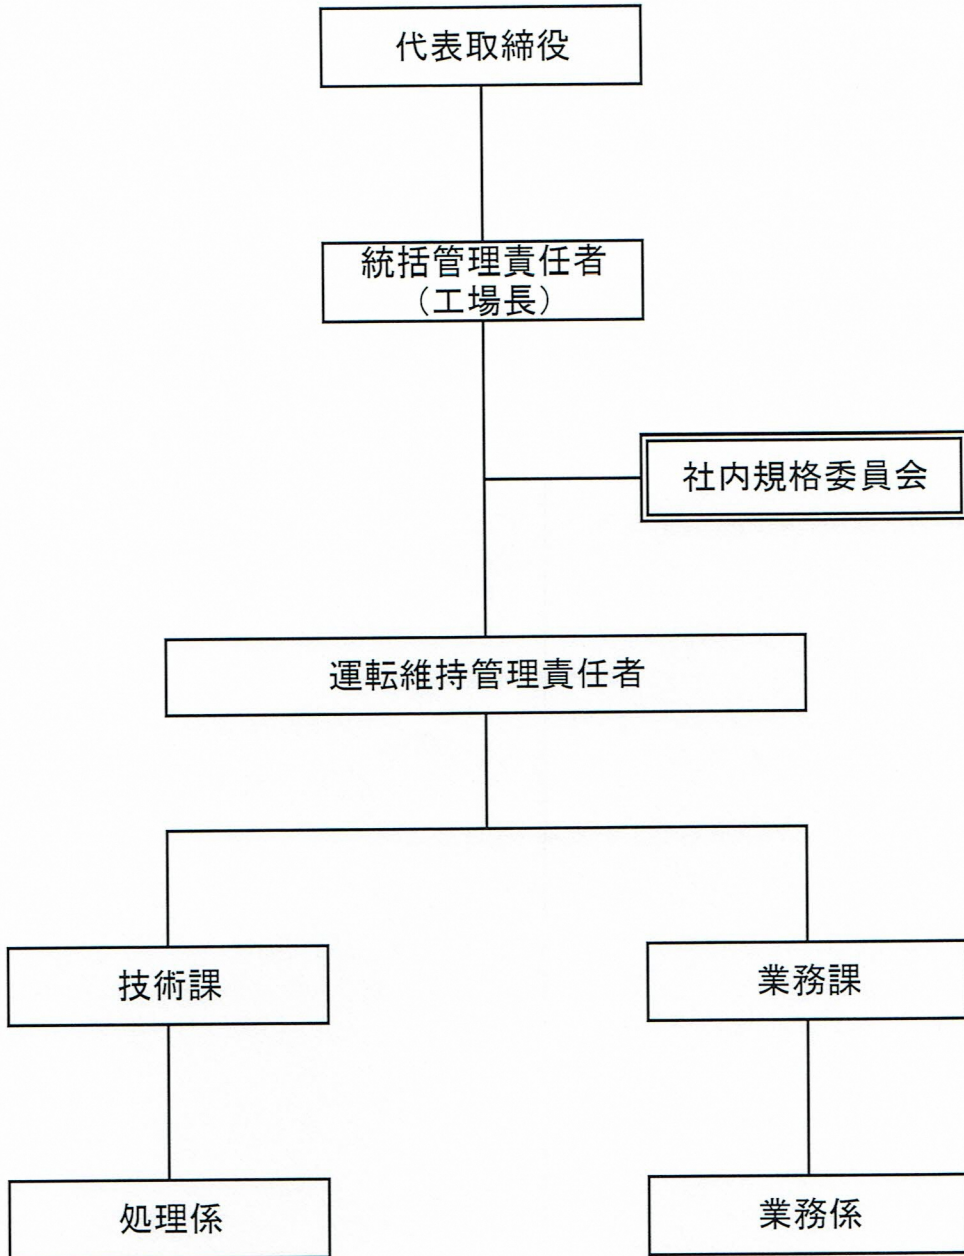 代表取締役
統括管理責任者
(工場長)
社内規格委員会
運転維持管理責任者
技術課
業務課
処理係
業務係